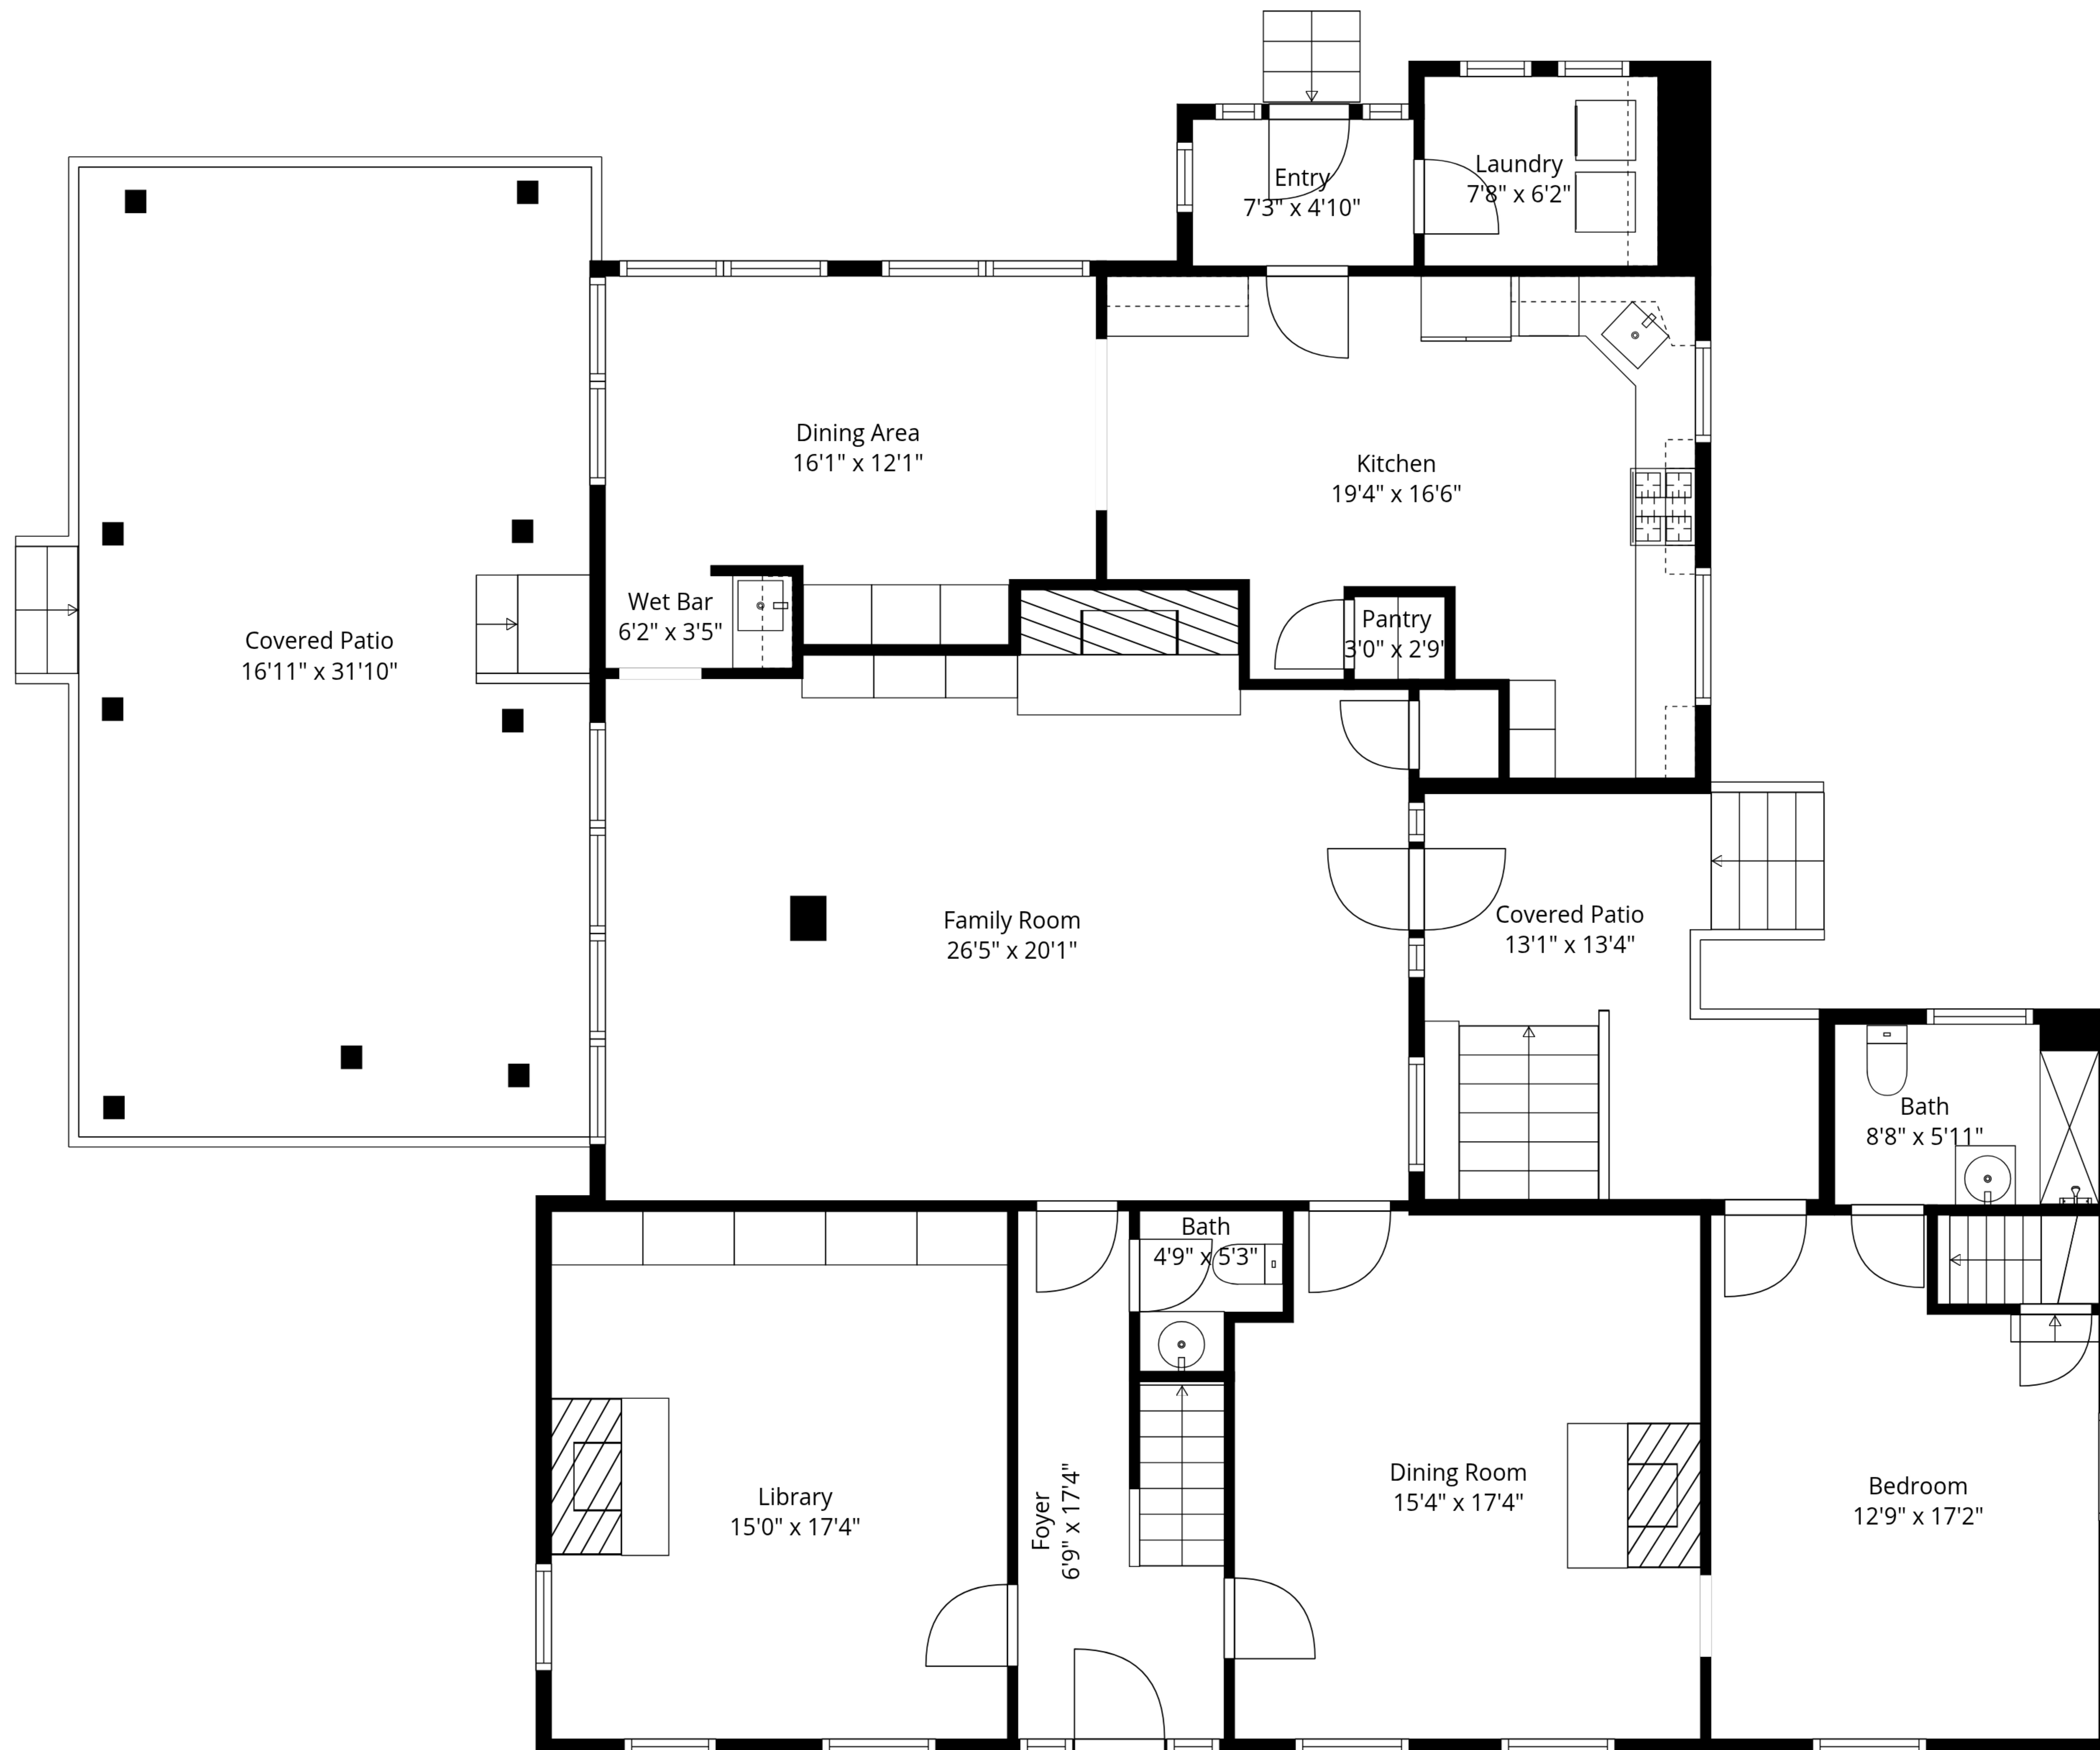 Entry
7'3" x 4'10"
Laundry
7'8" x 6'2"
Dining Area
16'1" x 12'1"
Kitchen
19'4" x 16'6"
Wet Bar
6'2" x 3'5"
Pantry
3'0" x 2'9"
Covered Patio
16'11" x 31'10"
Family Room
26'5" x 20'1"
Covered Patio
13'1" x 13'4"
Bath
8'8" x 5'11"
Bath
4'9" x 5'3"
Library
15'0" x 17'4"
Foyer
6'9" x 17'4"
Dining Room
15'4" x 17'4"
Bedroom
12'9" x 17'2"